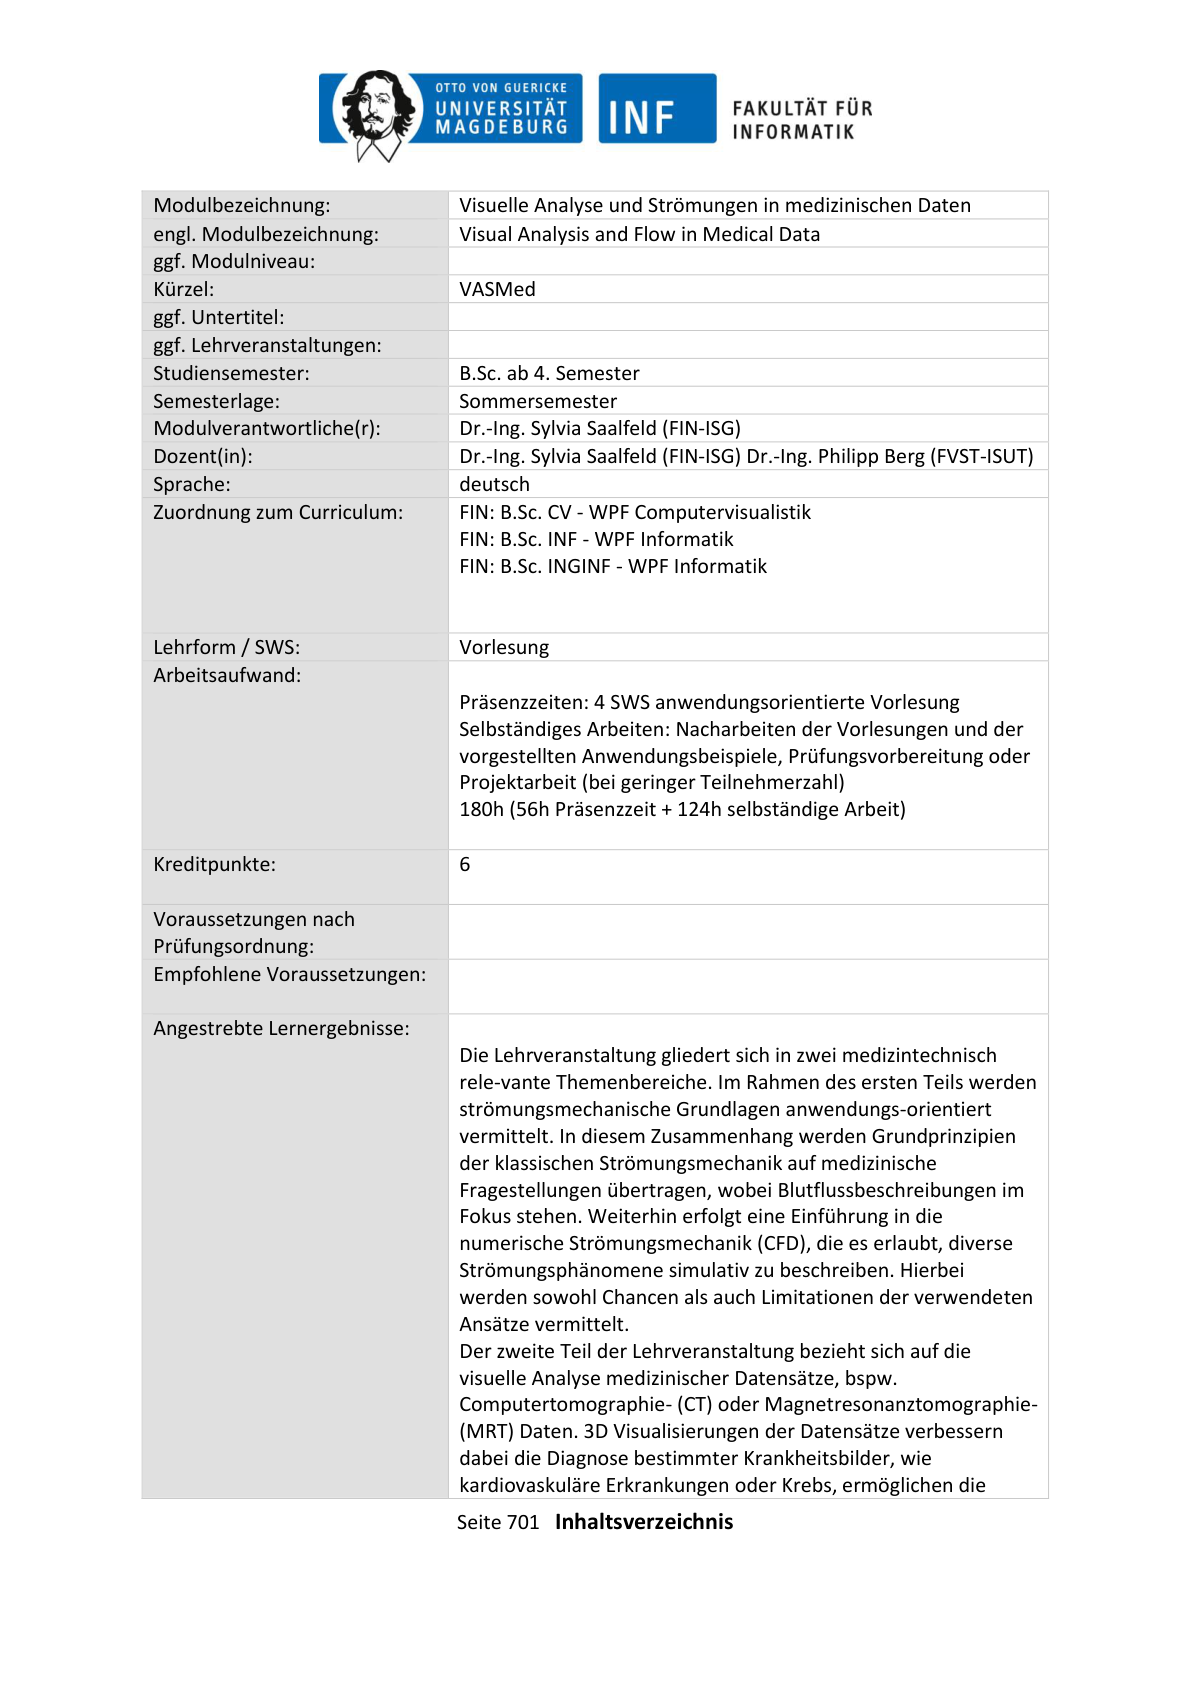 OTTO VON GUERICKE
UNIVERSITÄT
MAGDEBURG
INF
FAKULTÄT FÜR
INFORMATIK
Modulbezeichnung: Visuelle Analyse und Strömungen in medizinischen Daten
engl. Modulbezeichnung: Visual Analysis and Flow in Medical Data
ggf. Modulniveau:
Kürzel: VASMed
ggf. Untertitel:
ggf. Lehrveranstaltungen:
Studiensemester: B.Sc. ab 4. Semester
Semesterlage: Sommersemester
Modulverantwortliche(r): Dr.-Ing. Sylvia Saalfeld (FIN-ISG)
Dozent(in): Dr.-Ing. Sylvia Saalfeld (FIN-ISG) Dr.-Ing. Philipp Berg (FVST-ISUT)
Sprache: deutsch
Zuordnung zum Curriculum: FIN: B.Sc. CV - WPF Computervisualistik
FIN: B.Sc. INF - WPF Informatik
FIN: B.Sc. INGINF - WPF Informatik
Lehrform / SWS: Vorlesung
Arbeitsaufwand:
Präsenzzeiten: 4 SWS anwendungsorientierte Vorlesung
Selbständiges Arbeiten: Nacharbeiten der Vorlesungen und der
vorgestellten Anwendungsbeispiele, Prüfungsvorbereitung oder
Projektarbeit (bei geringer Teilnehmerzahl)
180h (56h Präsenzzeit + 124h selbständige Arbeit)
Kreditpunkte: 6
Voraussetzungen nach
Prüfungsordnung:
Empfohlene Voraussetzungen:
Angestrebte Lernergebnisse:
Die Lehrveranstaltung gliedert sich in zwei medizintechnisch
rele-vante Themenbereiche. Im Rahmen des ersten Teils werden
strömungsmechanische Grundlagen anwendungs-orientiert
vermittelt. In diesem Zusammenhang werden Grundprinzipien
der klassischen Strömungsmechanik auf medizinische
Fragestellungen übertragen, wobei Blutflussbeschreibungen im
Fokus stehen. Weiterhin erfolgt eine Einführung in die
numerische Strömungsmechanik (CFD), die es erlaubt, diverse
Strömungsphänomene simulativ zu beschreiben. Hierbei
werden sowohl Chancen als auch Limitationen der verwendeten
Ansätze vermittelt.
Der zweite Teil der Lehrveranstaltung bezieht sich auf die
visuelle Analyse medizinischer Datensätze, bspw.
Computertomographie- (CT) oder Magnetresonanztomographie-
(MRT) Daten. 3D Visualisierungen der Datensätze verbessern
dabei die Diagnose bestimmter Krankheitsbilder, wie
kardiovaskuläre Erkrankungen oder Krebs, ermöglichen die
Seite 701 Inhaltsverzeichnis